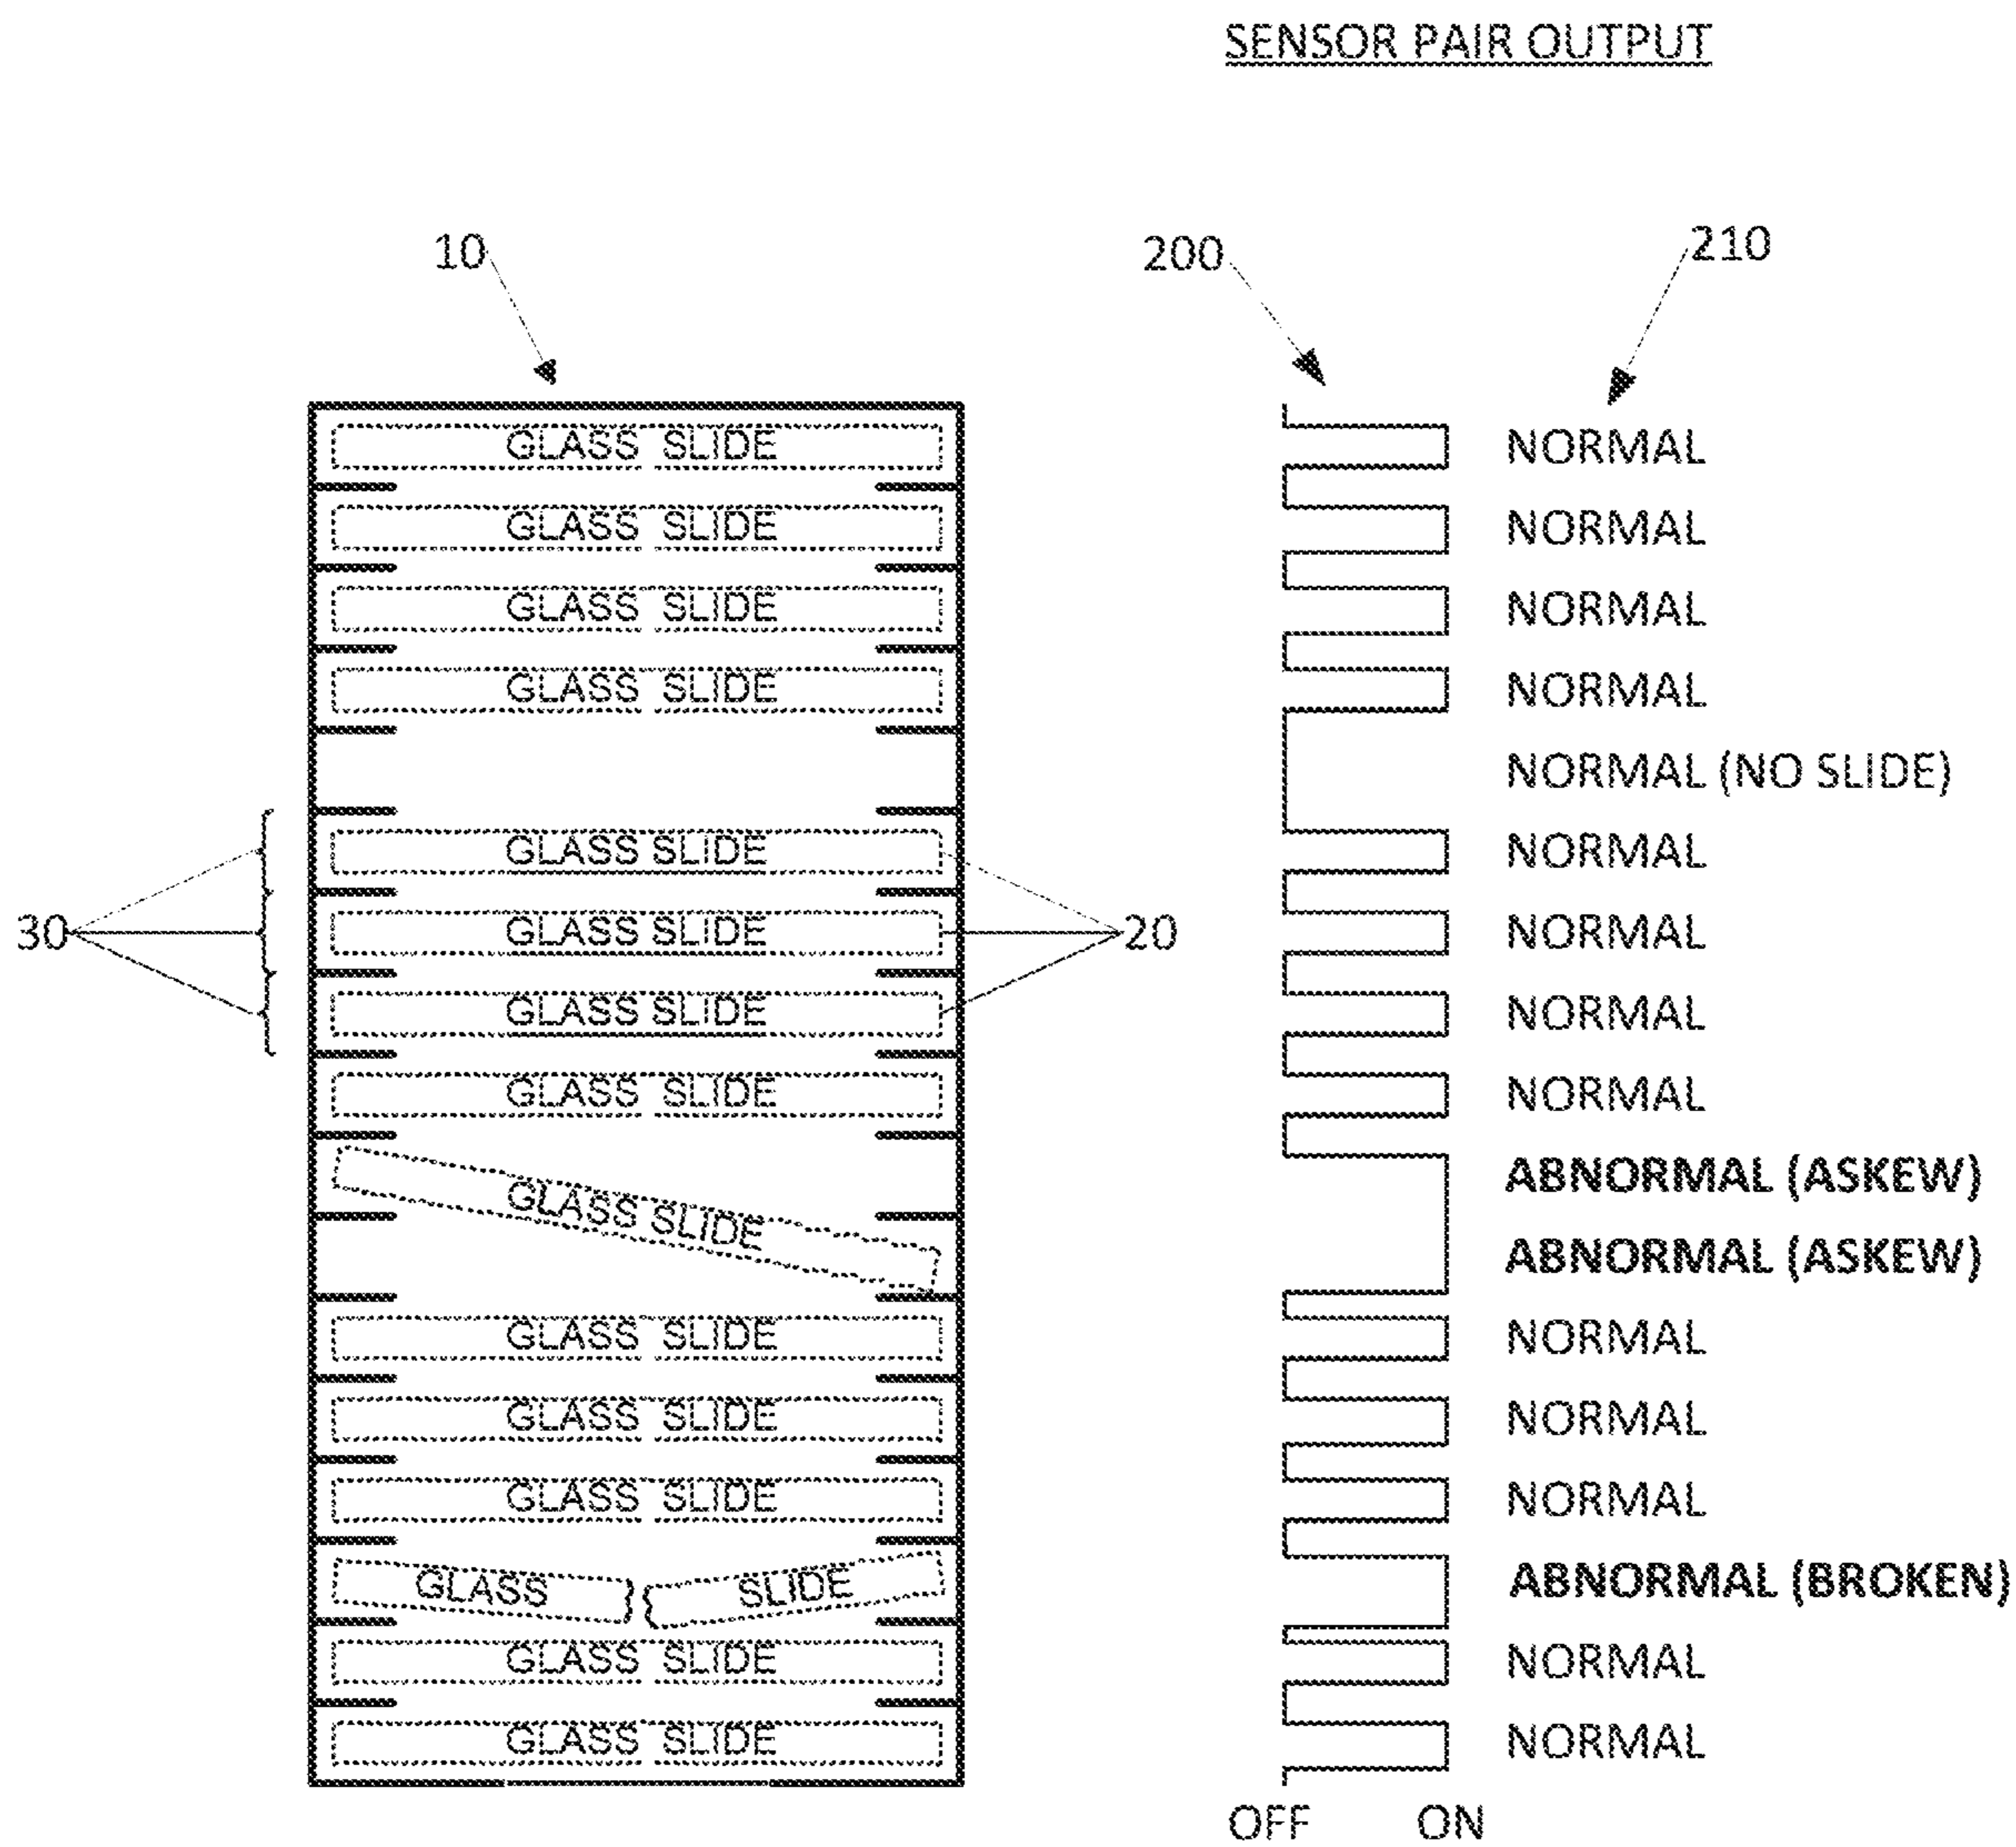 SENSOR PAIR OUTPUT
10
200
210
GLASS SLIDE NORMAL
GLASS SLIDE NORMAL
GLASS SLIDE NORMAL
GLASS SLIDE NORMAL
NORMAL (NO SLIDE)
GLASS SLIDE NORMAL
30 GLASS SLIDE 20 NORMAL
GLASS SLIDE NORMAL
GLASS SLIDE NORMAL
ABNORMAL (ASKEW)
GLASS SLIDE
ABNORMAL (ASKEW)
GLASS SLIDE NORMAL
GLASS SLIDE NORMAL
GLASS SLIDE NORMAL
GLASS SLIDE ABNORMAL (BROKEN)
GLASS SLIDE NORMAL
GLASS SLIDE NORMAL
OFF ON